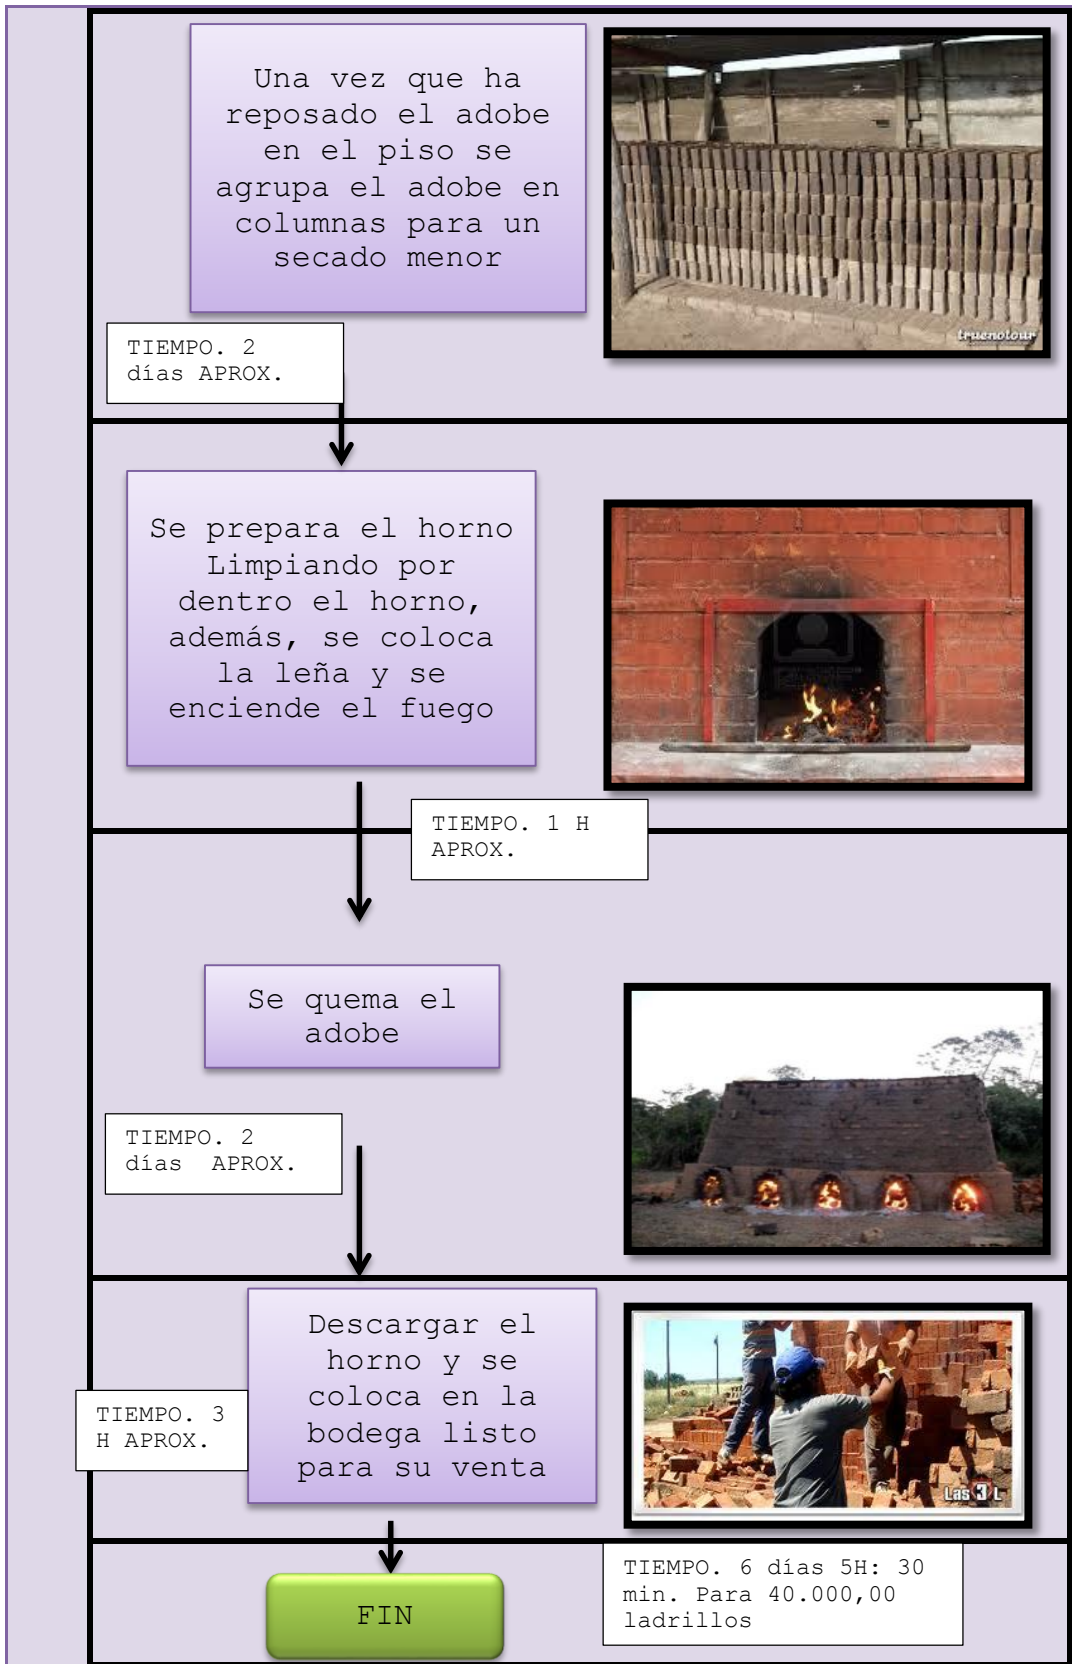 Una vez que ha
reposado el adobe
en el piso se
agrupa el adobe en
columnas para un
secado menor
truenotour
TIEMPO. 2
días APROX.
Se prepara el horno
Limpiando por
dentro el horno,
además, se coloca
la leña y se
enciende el fuego
TIEMPO. 1 H
APROX.
Se quema el
adobe
TIEMPO. 2
días APROX.
Descargar el
horno y se
coloca en la
bodega listo
para su venta
TIEMPO. 3
H APROX.
Las 3 L
FIN
TIEMPO. 6 días 5H: 30
min. Para 40.000,00
ladrillos